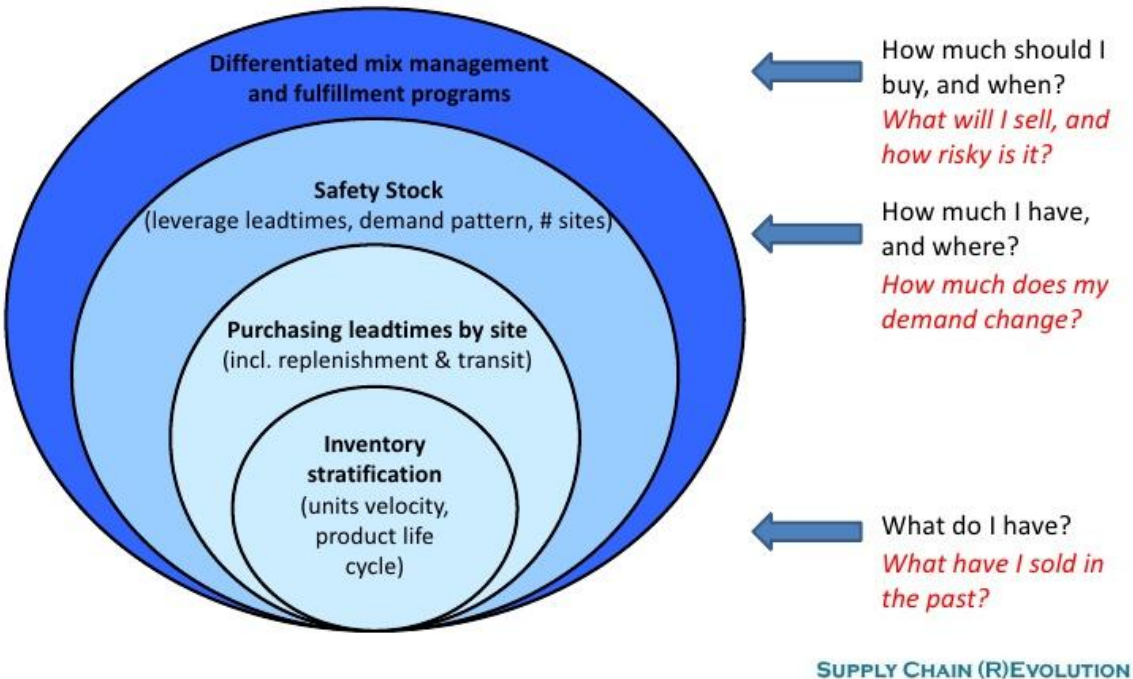 Differentiated mix management
and fulfillment programs
Safety Stock
(leverage leadtimes, demand pattern, # sites)
Purchasing leadtimes by site
(incl. replenishment & transit)
Inventory
stratification
(units velocity,
product life
cycle)
How much should I
buy, and when?
What will I sell, and
how risky is it?
How much I have,
and where?
How much does my
demand change?
What do I have?
What have I sold in
the past?
SUPPLY CHAIN (R)EVOLUTION